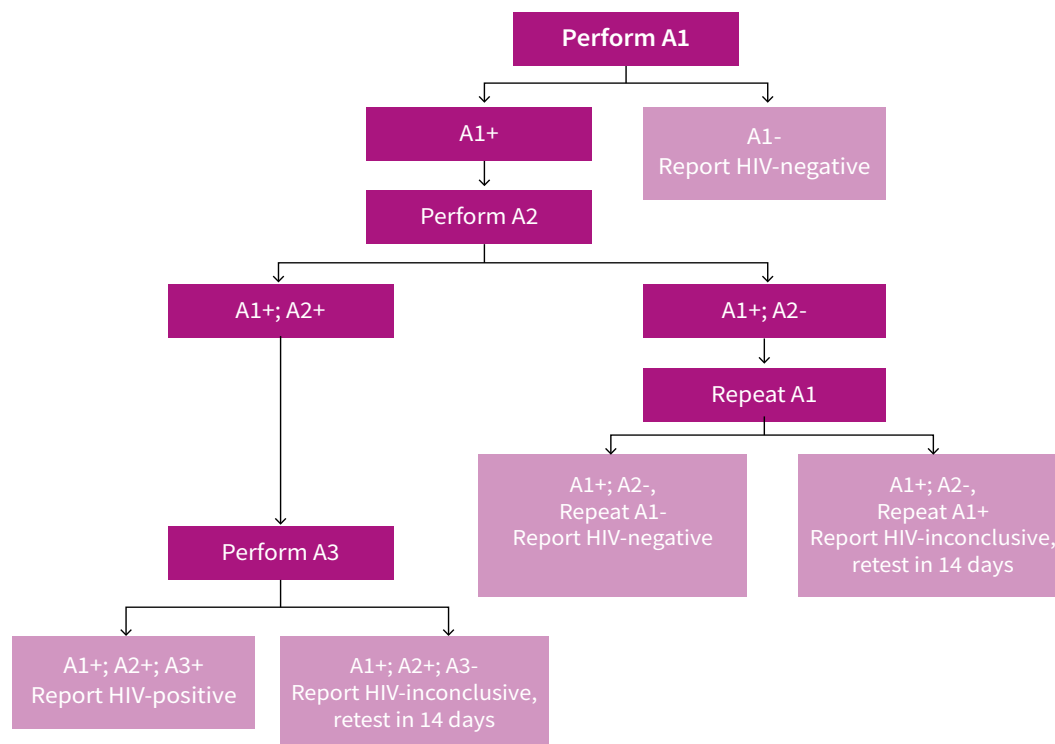 Perform A1
A1+
A1-
Report HIV-negative
Perform A2
A1+; A2+
A1+; A2-
Repeat A1
A1+; A2-,
Repeat A1-
Report HIV-negative
A1+; A2-,
Repeat A1+
Report HIV-inconclusive,
retest in 14 days
Perform A3
A1+; A2+; A3+
Report HIV-positive
A1+; A2+; A3-
Report HIV-inconclusive,
retest in 14 days